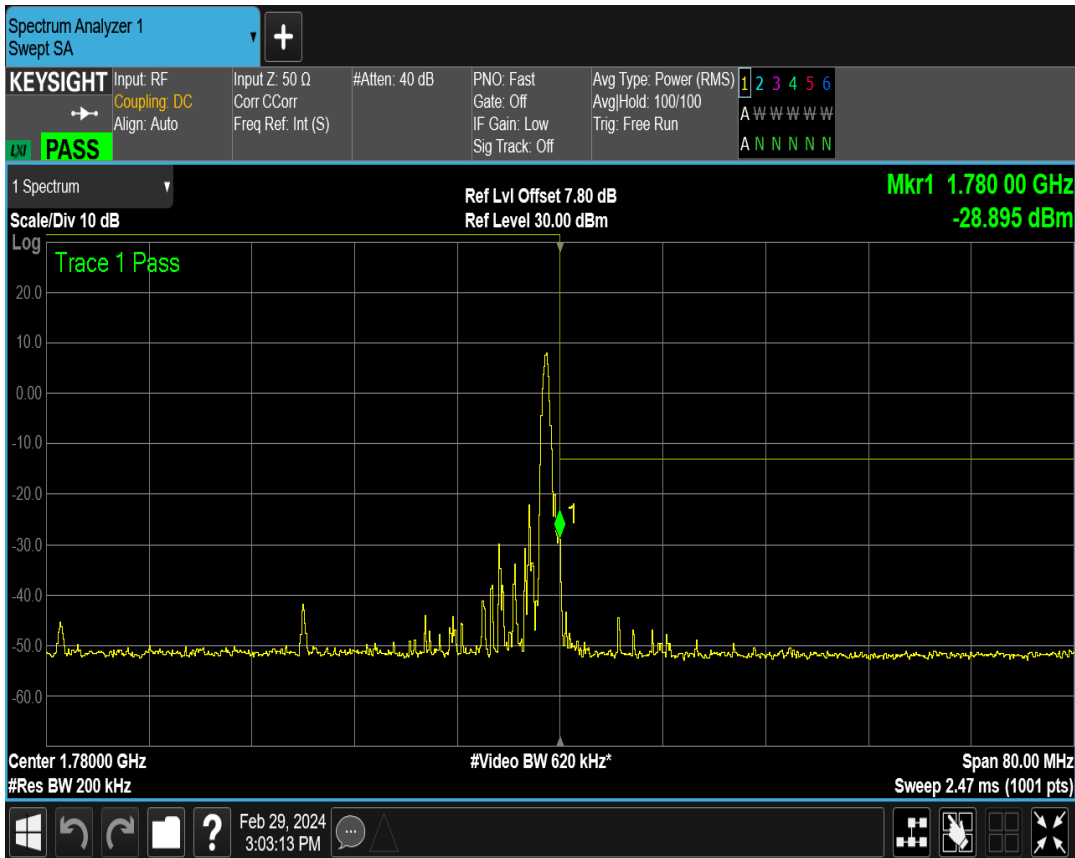 Spectrum Analyzer 1
Swept SA
+
KEYSIGHT
LXI PASS
Input: RF
Coupling: DC
Align: Auto
Input Z: 50 Ω
Corr CCorr
Freq Ref: Int (S)
#Atten: 40 dB
PNO: Fast
Gate: Off
IF Gain: Low
Sig Track: Off
Avg Type: Power (RMS)
Avg|Hold: 100/100
Trig: Free Run
1 2 3 4 5 6
A W W W W W
A N N N N N
1 Spectrum
Scale/Div 10 dB
Ref Lvl Offset 7.80 dB
Ref Level 30.00 dBm
Mkr1 1.780 00 GHz
-28.895 dBm
Log
Trace 1 Pass
20.0
10.0
0.00
-10.0
-20.0
1
-30.0
-40.0
-50.0
-60.0
Center 1.78000 GHz
#Video BW 620 kHz*
Span 80.00 MHz
#Res BW 200 kHz
Sweep 2.47 ms (1001 pts)
?
Feb 29, 2024
3:03:13 PM